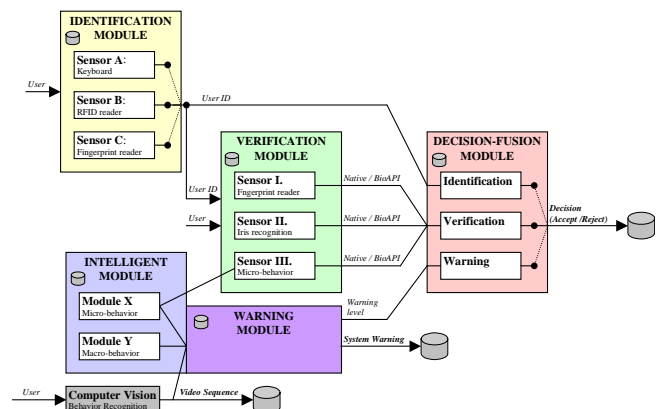 IDENTIFICATION
MODULE
Sensor A:
Keyboard
User
Sensor B:
RFID reader
User ID
Sensor C:
Fingerprint reader
VERIFICATION
MODULE
DECISION-FUSION
MODULE
Sensor I.
Fngerprint reader
Native / BioAPI
Identification
User ID
User
Sensor II.
Iris recognition
Native / BioAPI
Verification
Decision
(Accept /Reject)
Sensor III.
Micro-behavior
Native / BioAPI
Warning
INTELLIGENT
MODULE
Module X
Micro-behavior
Module Y
Macro-behavior
WARNING
MODULE
Warning
level
System Warning
User
Computer Vision
Behavior Recognition
Video Sequence